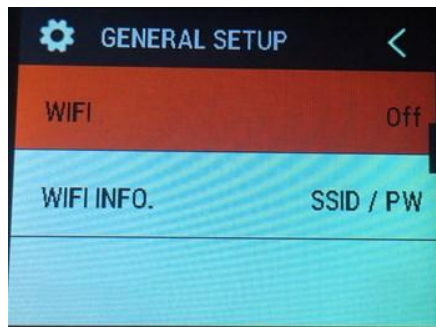 GENERAL SETUP
WIFI Off
WIFI INFO. SSID / PW